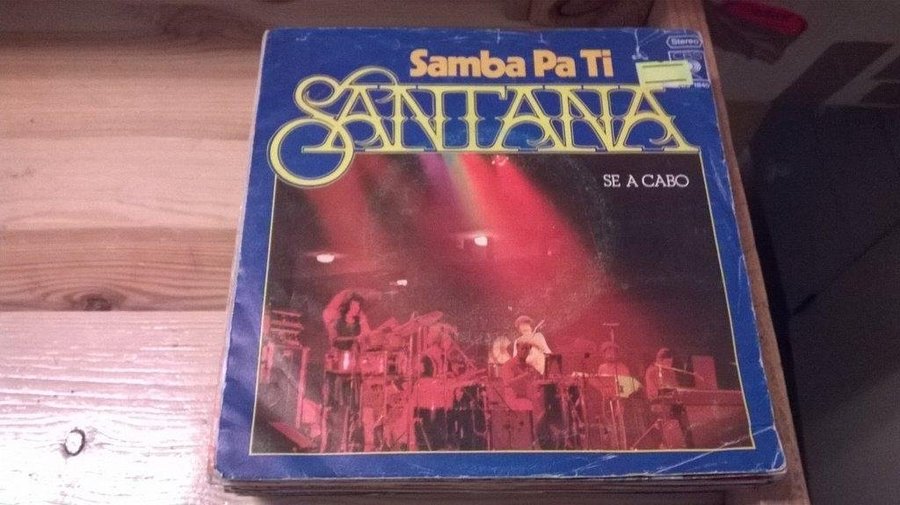 Stereo
Samba Pa Ti
SANTANA
SE A CABO